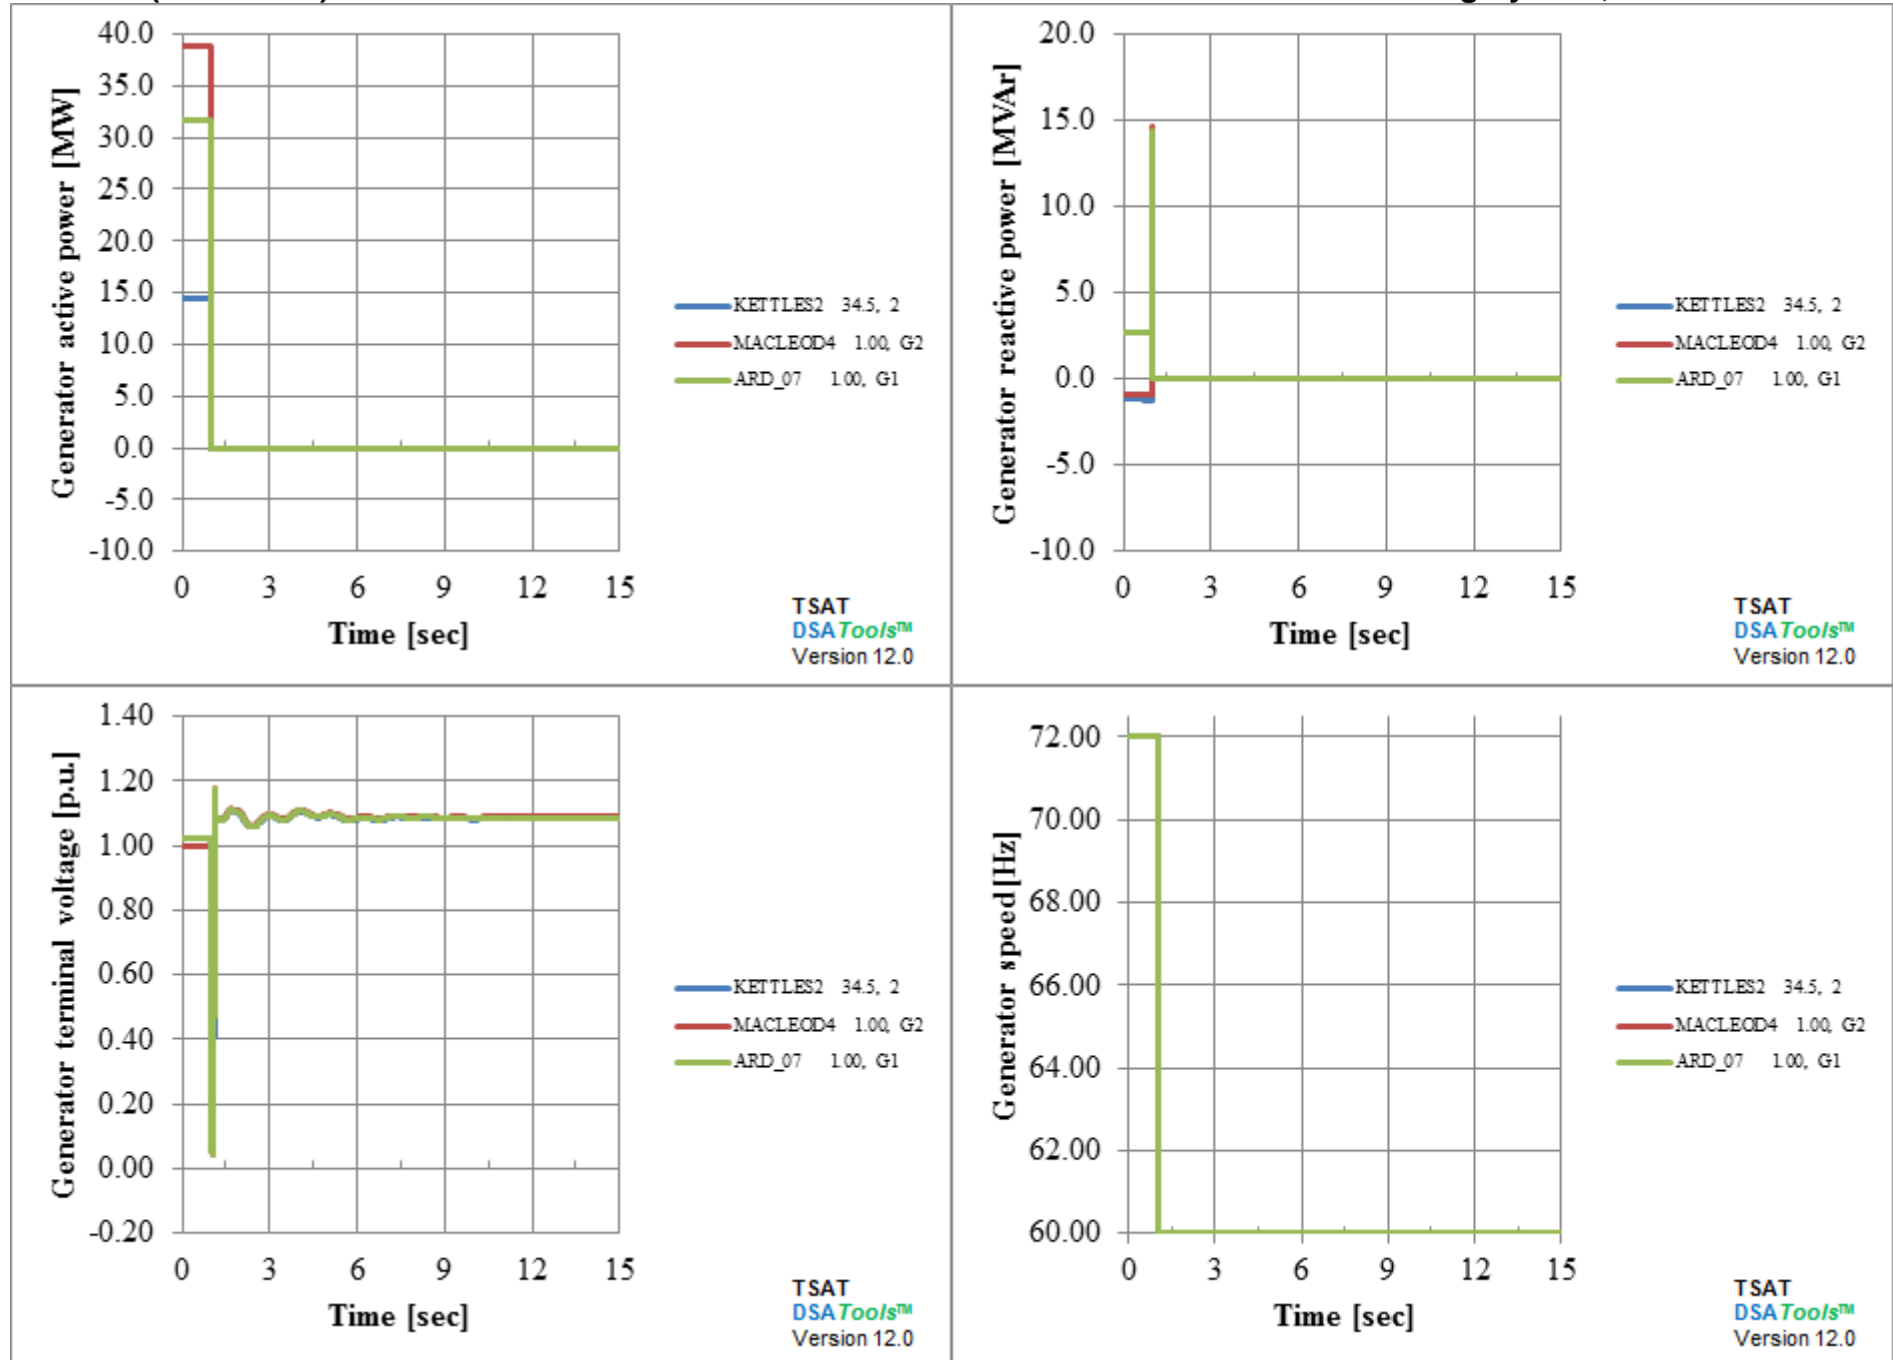 40.0
35.0
30.0
25.0
20.0
15.0
10.0
5.0
0.0
-5.0
-10.0
Generator active power [MW]
0 3 6 9 12 15
Time [sec]
KETTLES2 34.5, 2
MACLEOD4 1.00, G2
ARD_07 1.00, G1
TSAT
DSATools™
Version 12.0
20.0
15.0
10.0
5.0
0.0
-5.0
-10.0
Generator reactive power [MVAr]
0 3 6 9 12 15
Time [sec]
KETTLES2 34.5, 2
MACLEOD4 1.00, G2
ARD_07 1.00, G1
TSAT
DSATools™
Version 12.0
1.40
1.20
1.00
0.80
0.60
0.40
0.20
0.00
-0.20
Generator terminal voltage [p.u.]
0 3 6 9 12 15
Time [sec]
KETTLES2 34.5, 2
MACLEOD4 1.00, G2
ARD_07 1.00, G1
TSAT
DSATools™
Version 12.0
72.00
70.00
68.00
66.00
64.00
62.00
60.00
Generator speed[Hz]
0 3 6 9 12 15
Time [sec]
KETTLES2 34.5, 2
MACLEOD4 1.00, G2
ARD_07 1.00, G1
TSAT
DSATools™
Version 12.0